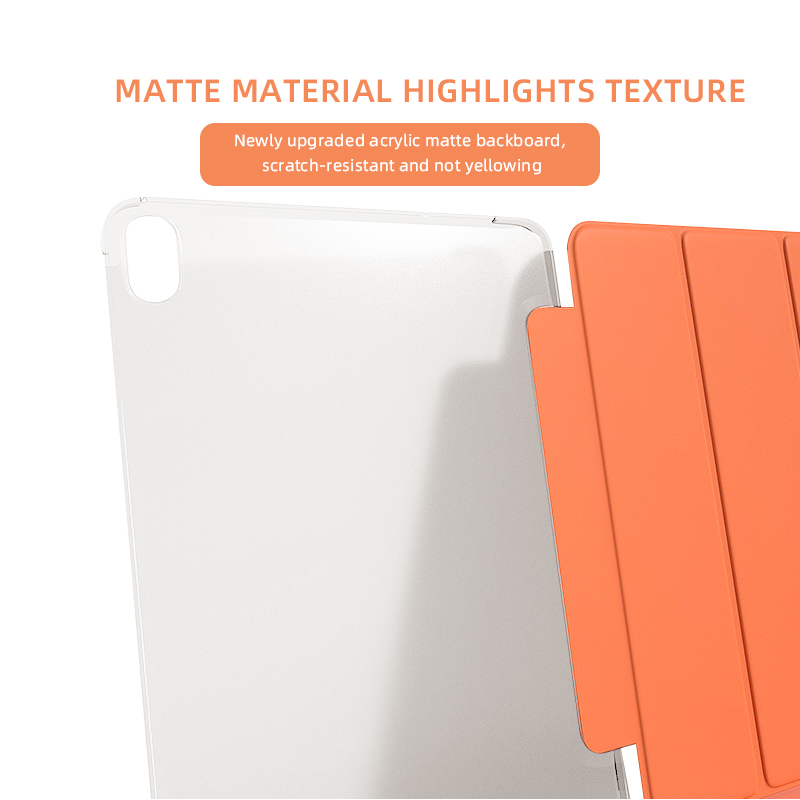 MATTE MATERIAL HIGHLIGHTS TEXTURE
Newly upgraded acrylic matte backboard,
scratch-resistant and not yellowing